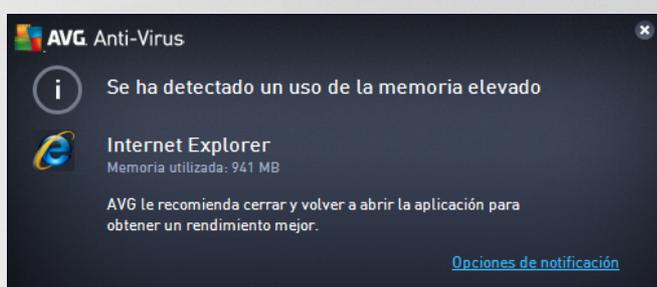 AVG Anti-Virus
Se ha detectado un uso de la memoria elevado
Internet Explorer
Memoria utilizada: 941 MB
AVG le recomienda cerrar y volver a abrir la aplicación para
obtener un rendimiento mejor.
Opciones de notificación